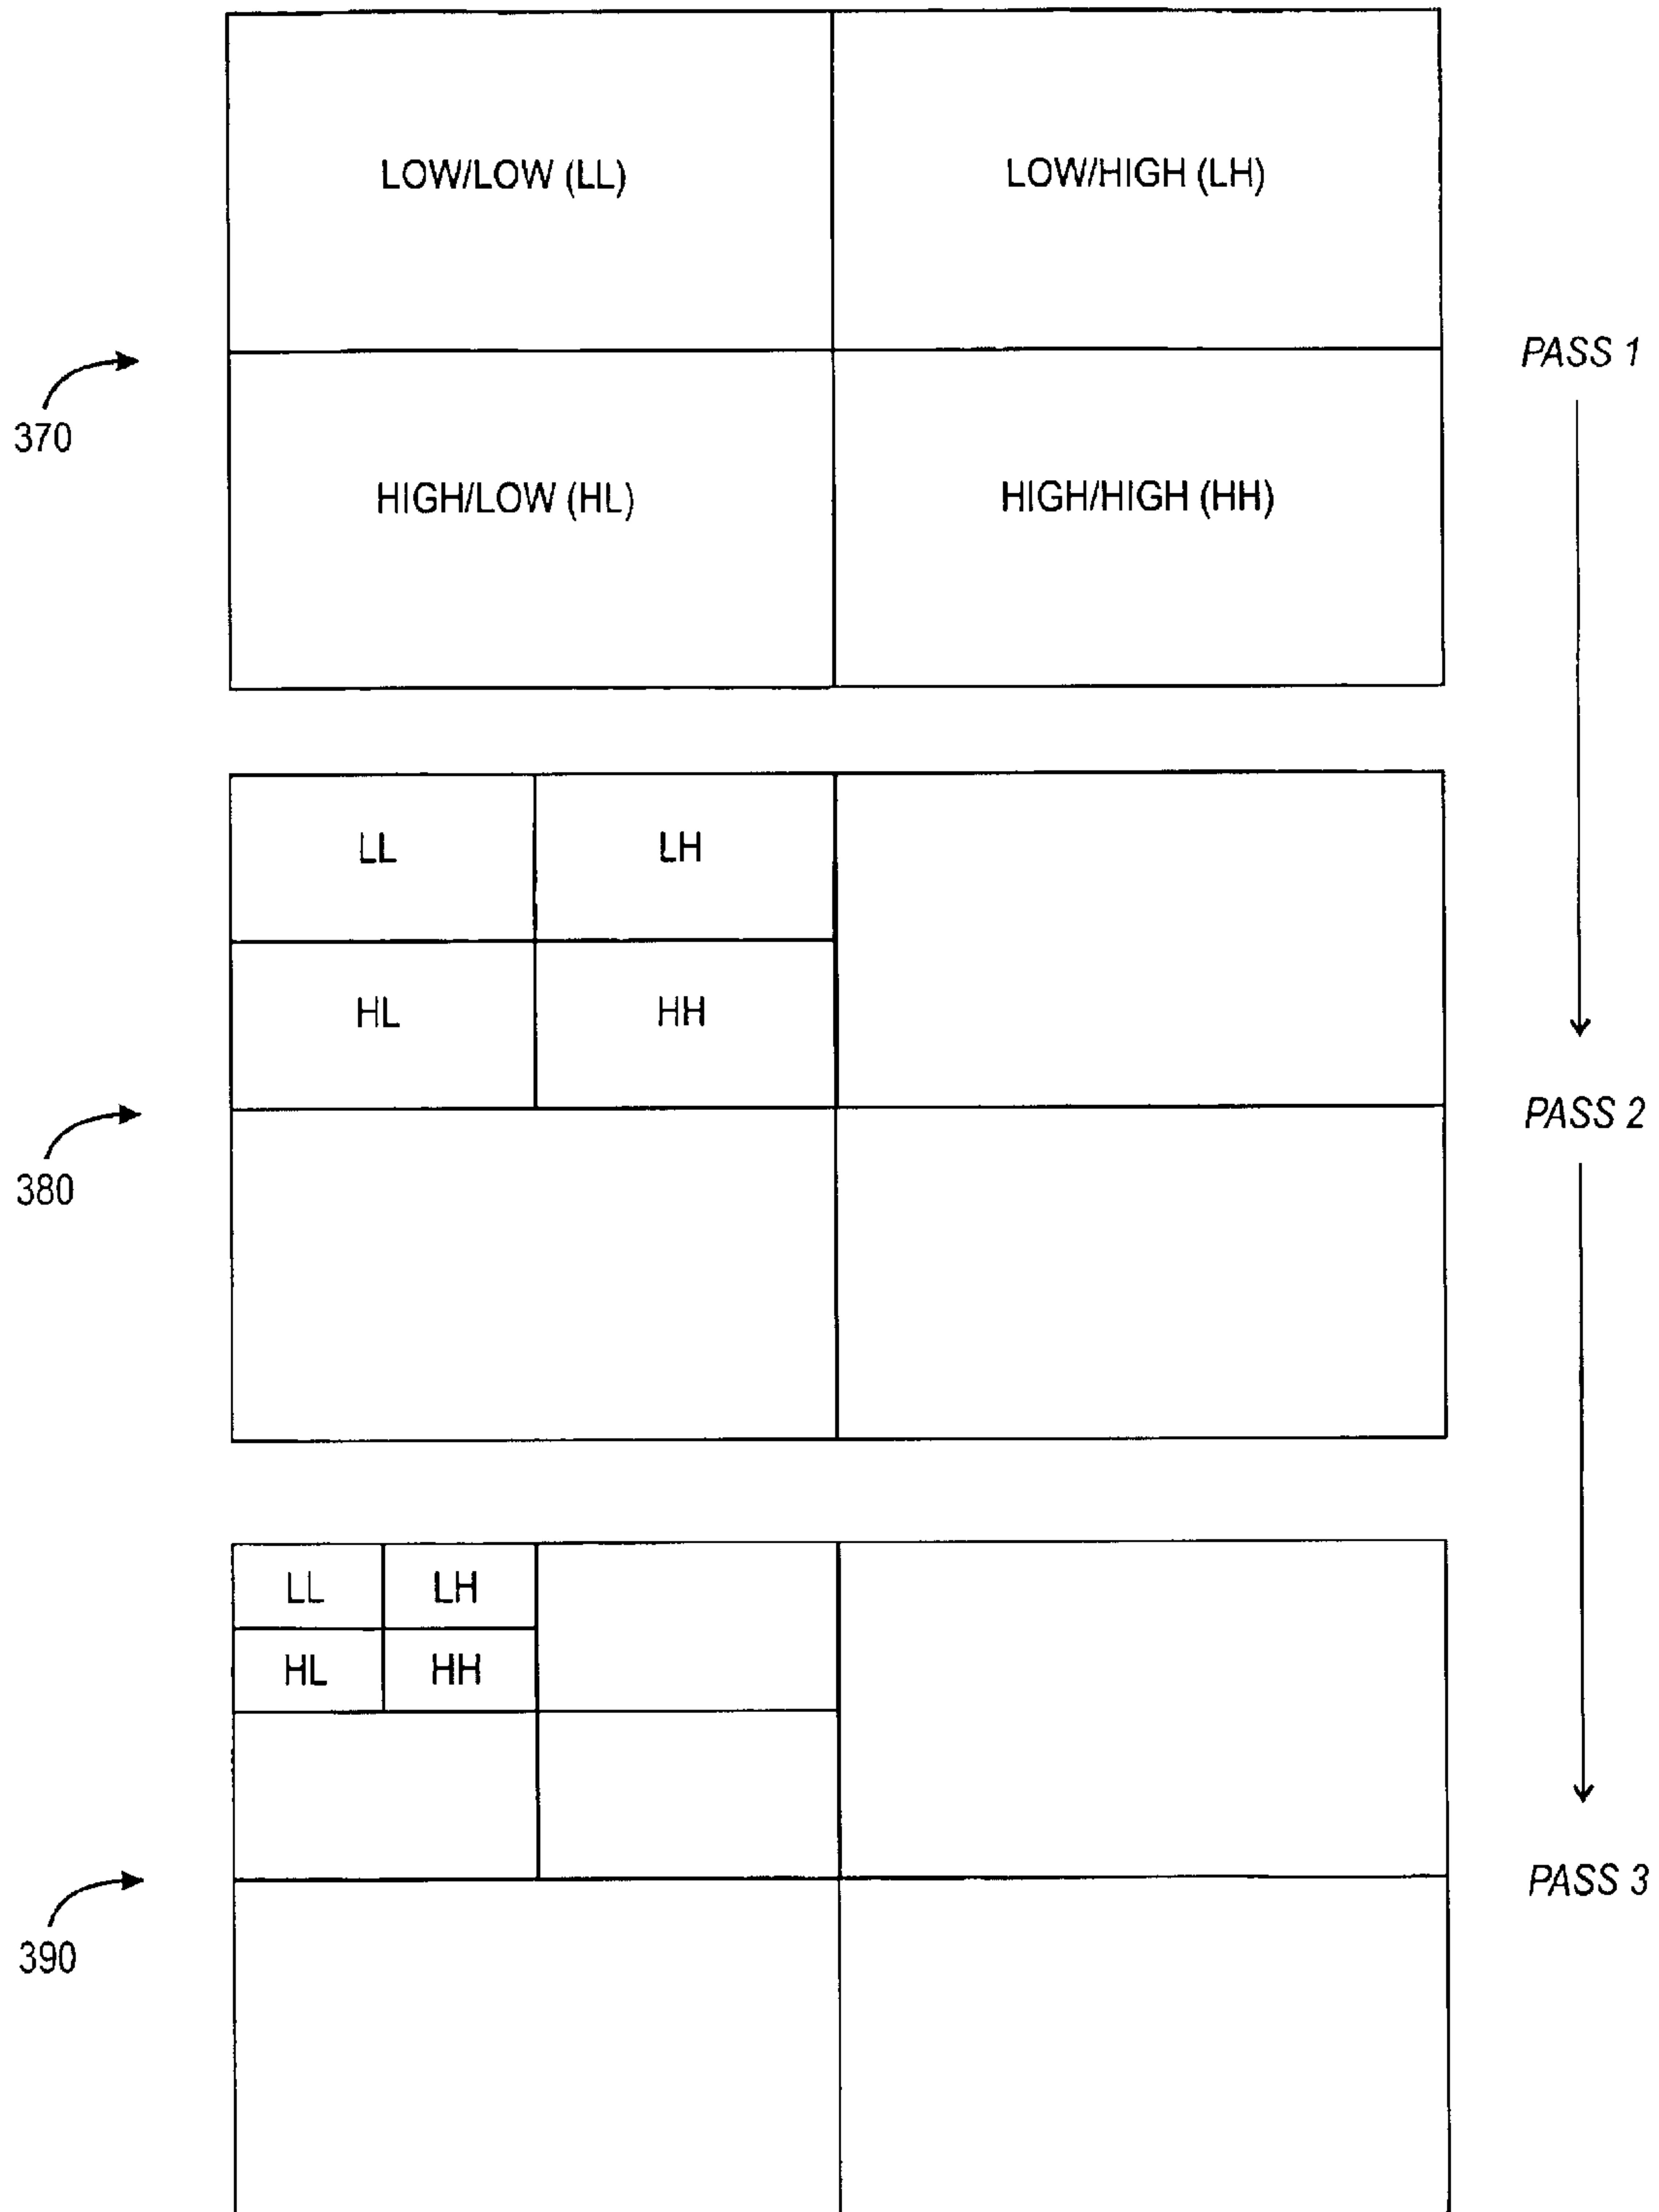 LOW/LOW (LL)
LOW/HIGH (LH)
PASS 1
370
HIGH/LOW (HL)
HIGH/HIGH (HH)
LL
LH
HL
HH
PASS 2
380
LL
LH
HL
HH
PASS 3
390